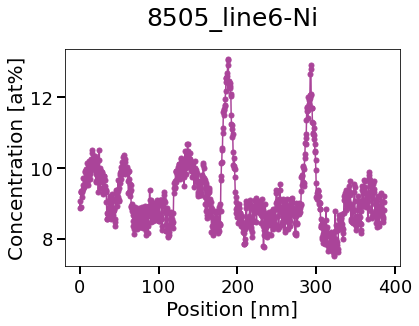 8505_line6-Ni
Concentration [at%]
12
10
8
0 100 200 300 400
Position [nm]